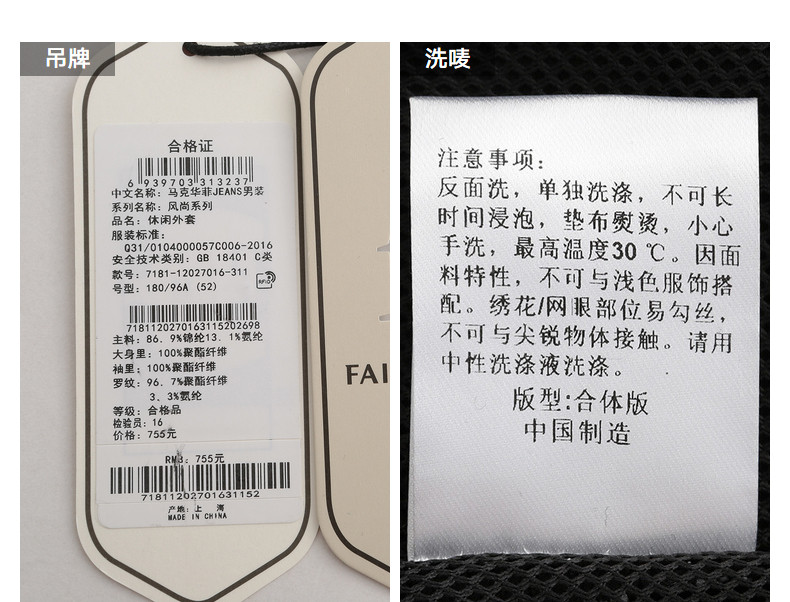 吊牌
合格证
6 939703 313237
中文名称：马克华菲JEANS男装
系列名称：风尚系列
品名：休闲外套
服装标准：
Q31/0104000057C006-2016
安全技术类别：GB 18401 C类
款号：7181-12027016-311
RFID
号型：180/96A (52)
718112027016311520​2698
主料：86.9%锦纶13.1%氨纶
大身里：100%聚酯纤维
袖里：100%聚酯纤维
罗纹：96.7%聚酯纤维
3.3%氨纶
等级：合格品
检验员：16
价格：755元
RMB：755元
71811202701631152
产地：上 海
MADE IN CHINA
FAI
洗唛
注意事项：
反面洗，单独洗涤，不可长
时间浸泡，垫布熨烫，小心
手洗，最高温度30℃。因面
料特性，不可与浅色服饰搭
配。绣花/网眼部位易勾丝，
不可与尖锐物体接触。请用
中性洗涤液洗涤。
版型：合体版
中国制造